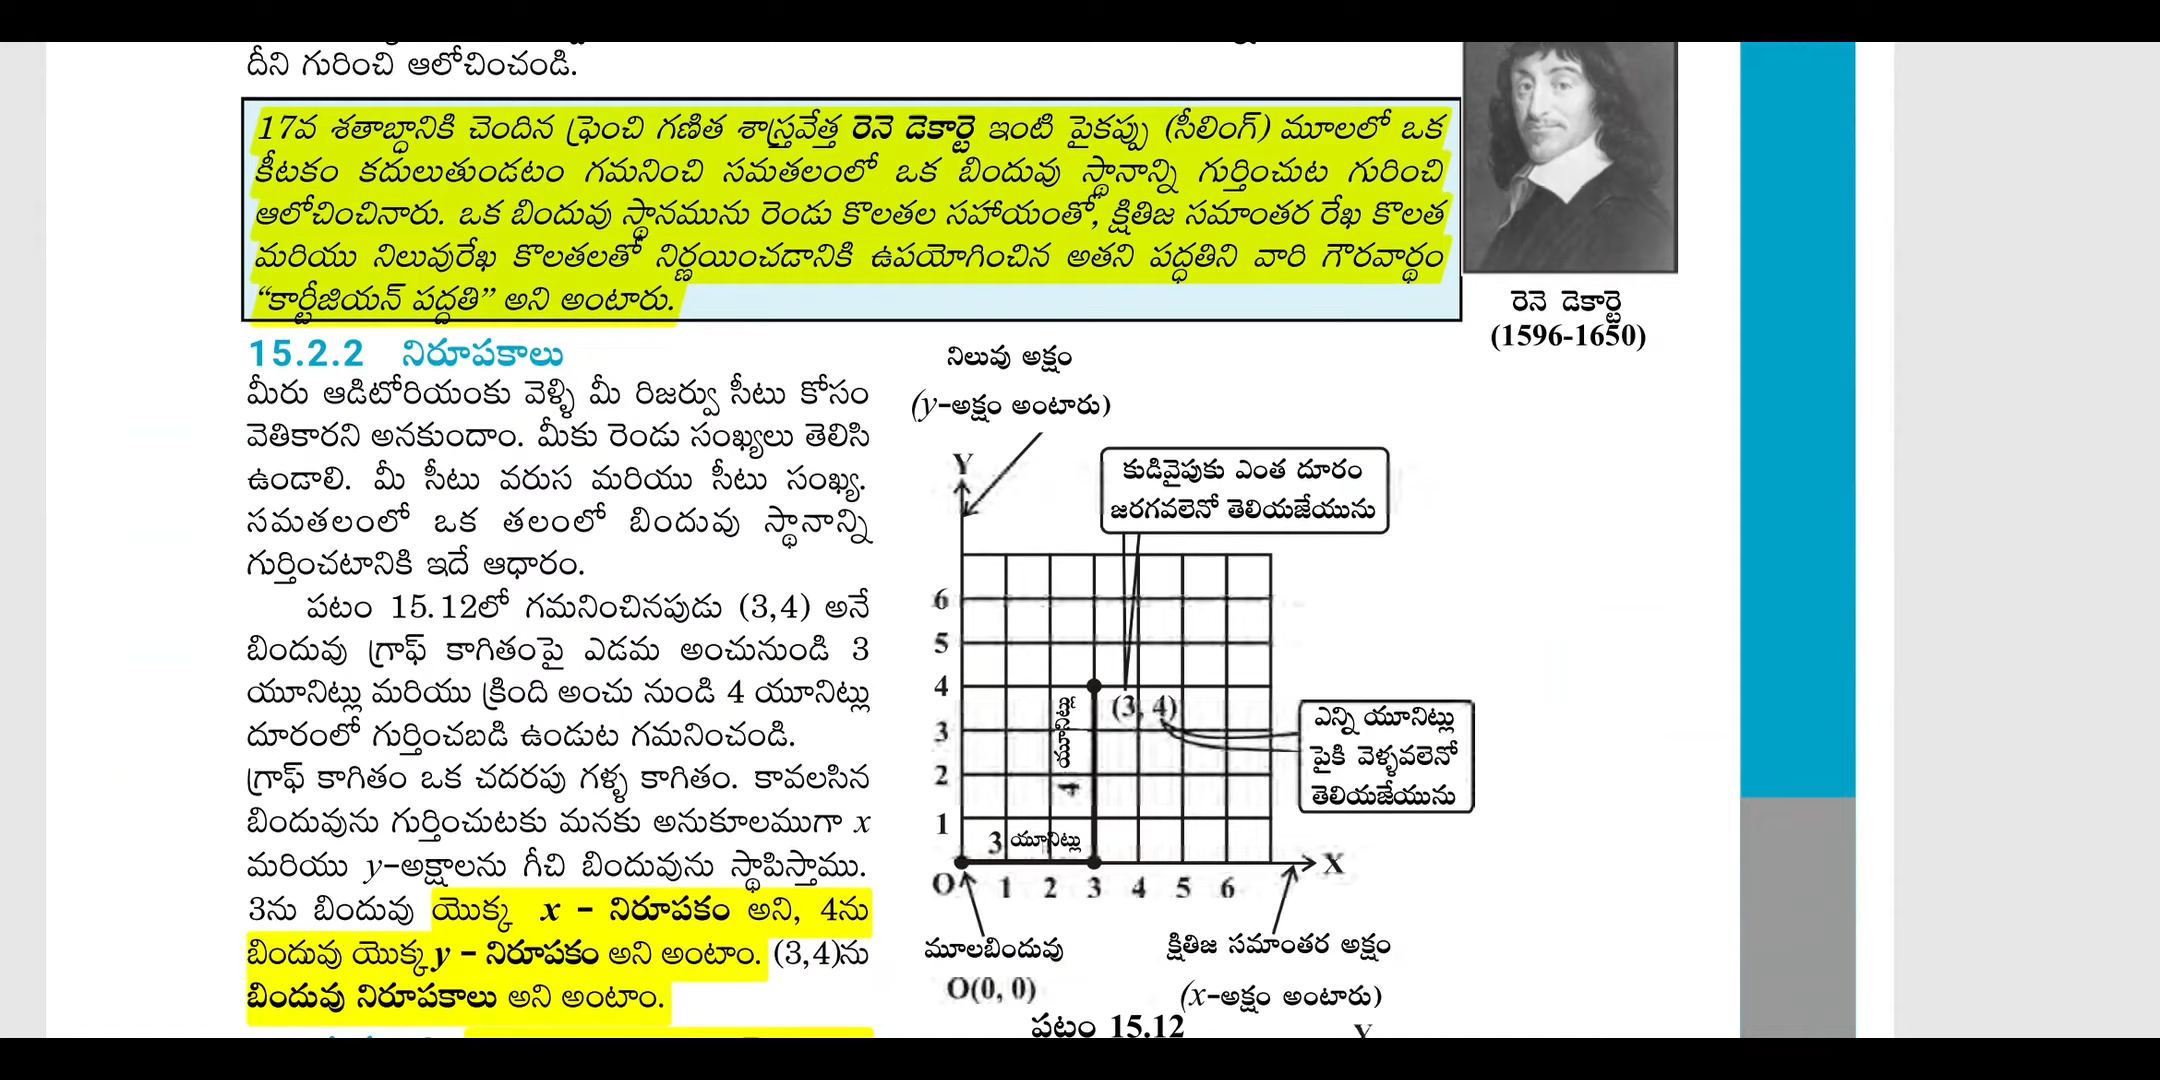 దీని గురించి ఆలోచించండి.
17వ శతాబ్దానికి చెందిన ఫ్రెంచి గణిత శాస్త్రవేత్త రెనె డెకార్టె ఇంటి పైకప్పు (సీలింగ్) మూలలో ఒక
కీటకం కదులుతుండటం గమనించి సమతలంలో ఒక బిందువు స్థానాన్ని గుర్తించుట గురించి
ఆలోచించినారు. ఒక బిందువు స్థానమును రెండు కొలతల సహాయంతో, క్షితిజ సమాంతర రేఖ కొలత
మరియు నిలువురేఖ కొలతలతో నిర్ణయించడానికి ఉపయోగించిన అతని పద్ధతిని వారి గౌరవార్థం
“కార్టీజియన్ పద్ధతి” అని అంటారు.
రెనె డెకార్టె
(1596-1650)
15.2.2 నిరూపకాలు
మీరు ఆడిటోరియంకు వెళ్ళి మీ రిజర్వు సీటు కోసం
వెతికారని అనకుందాం. మీకు రెండు సంఖ్యలు తెలిసి
ఉండాలి. మీ సీటు వరుస మరియు సీటు సంఖ్య.
సమతలంలో ఒక తలంలో బిందువు స్థానాన్ని
గుర్తించటానికి ఇదే ఆధారం.
పటం 15.12లో గమనించినపుడు (3,4) అనే
బిందువు గ్రాఫ్ కాగితంపై ఎడమ అంచునుండి 3
యూనిట్లు మరియు క్రింది అంచు నుండి 4 యూనిట్లు
దూరంలో గుర్తించబడి ఉండుట గమనించండి.
గ్రాఫ్ కాగితం ఒక చదరపు గళ్ళ కాగితం. కావలసిన
బిందువును గుర్తించుటకు మనకు అనుకూలముగా x
మరియు y-అక్షాలను గీచి బిందువును స్థాపిస్తాము.
3ను బిందువు యొక్క x - నిరూపకం అని, 4ను
బిందువు యొక్క y - నిరూపకం అని అంటాం. (3,4)ను
బిందువు నిరూపకాలు అని అంటాం.
నిలువు అక్షం
(y-అక్షం అంటారు)
Y
కుడివైపుకు ఎంత దూరం
జరగవలెనో తెలియజేయును
6
5
4
3
2
1
4 యూనిట్లు
(3, 4)
ఎన్ని యూనిట్లు
పైకి వెళ్ళవలెనో
తెలియజేయును
3 యూనిట్లు
X
O 1 2 3 4 5 6
మూలబిందువు
O(0, 0)
క్షితిజ సమాంతర అక్షం
(x-అక్షం అంటారు)
పటం 15.12